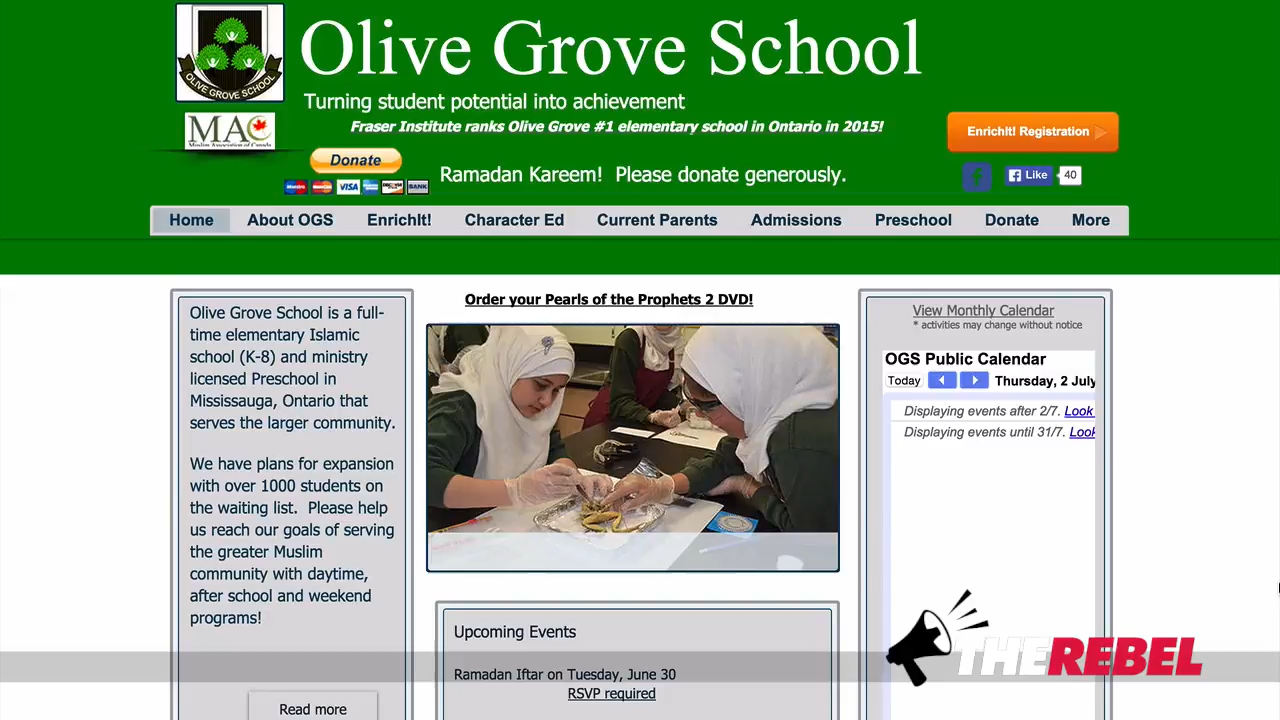 Olive Grove School
OLIVE GROVE SCHOOL
Turning student potential into achievement
MAC
Muslim Association of Canada
Fraser Institute ranks Olive Grove #1 elementary school in Ontario in 2015!
EnrichIt! Registration
Donate
VISA
BANK
Ramadan Kareem!  Please donate generously.
Like
40
Home
About OGS
EnrichIt!
Character Ed
Current Parents
Admissions
Preschool
Donate
More
Olive Grove School is a full-
time elementary Islamic
school (K-8) and ministry
licensed Preschool in
Mississauga, Ontario that
serves the larger community.
We have plans for expansion
with over 1000 students on
the waiting list.  Please help
us reach our goals of serving
the greater Muslim
community with daytime,
after school and weekend
programs!
Read more
Order your Pearls of the Prophets 2 DVD!
Upcoming Events
Ramadan Iftar on Tuesday, June 30
RSVP required
View Monthly Calendar
* activities may change without notice
OGS Public Calendar
Today
Thursday, 2 July
Displaying events after 2/7. Look
Displaying events until 31/7. Look
THE REBEL